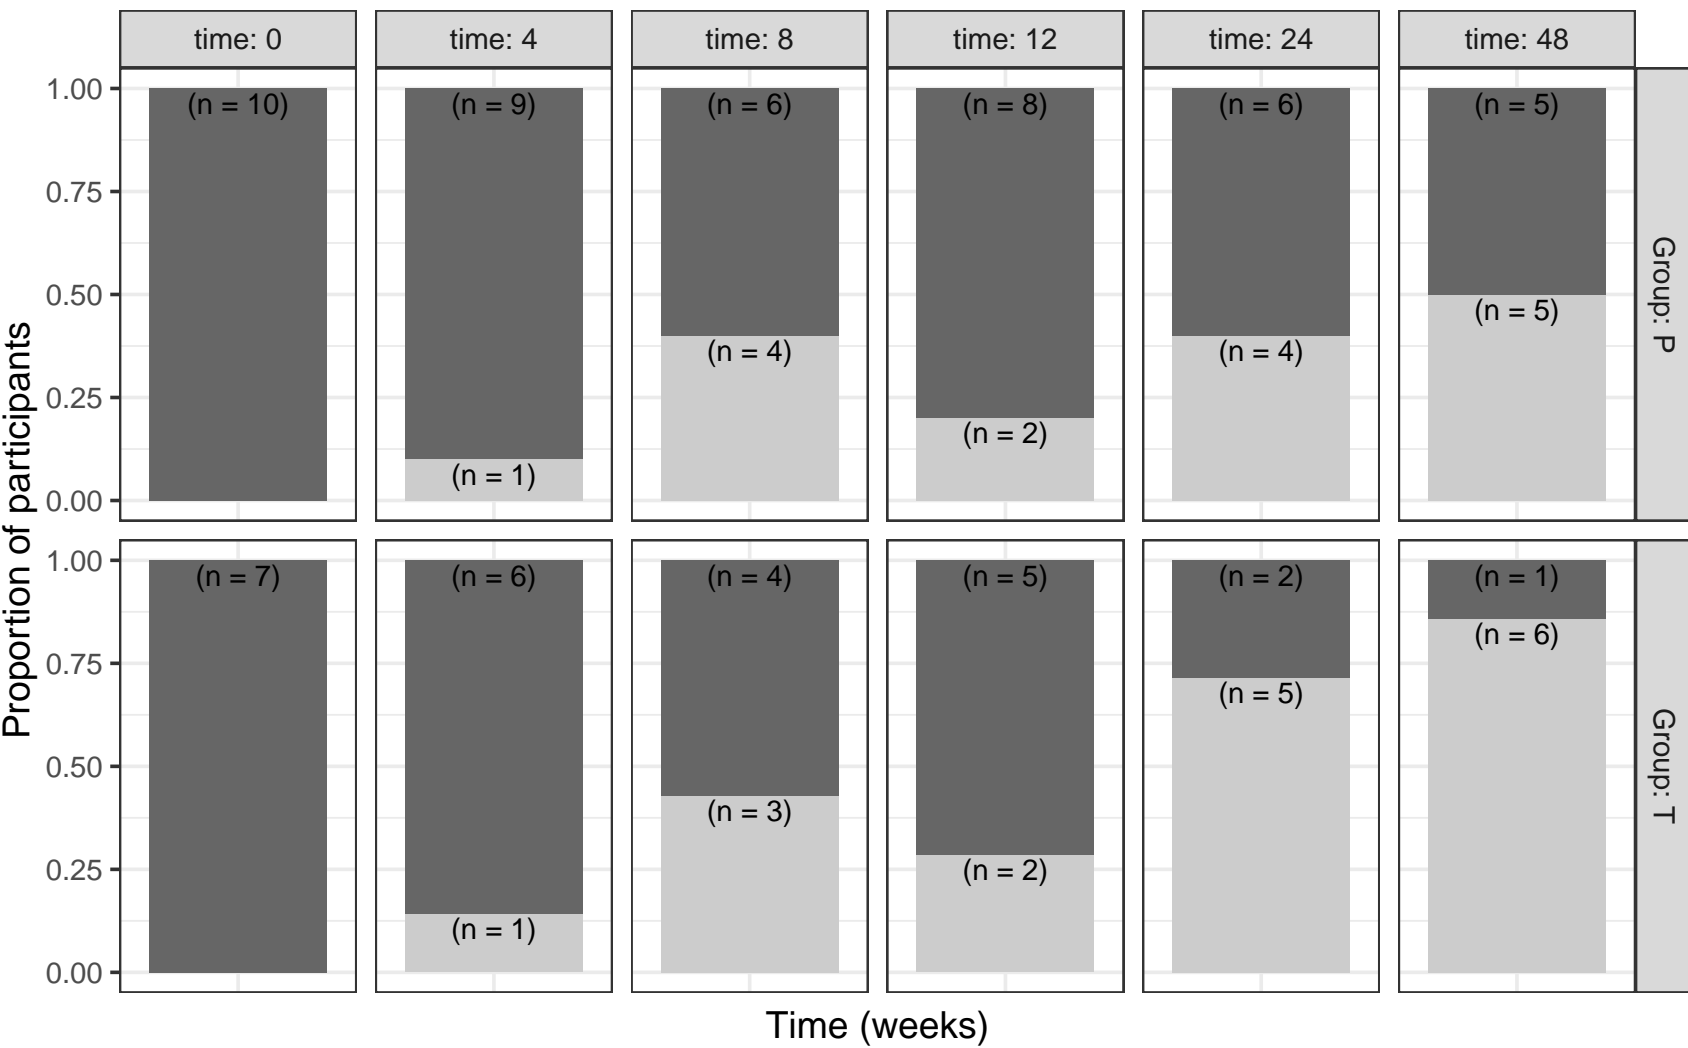 time: 0
time: 4
time: 8
time: 12
time: 24
time: 48
1.00
0.75
0.50
0.25
0.00
(n = 10)
(n = 9)
(n = 1)
(n = 6)
(n = 4)
(n = 8)
(n = 2)
(n = 6)
(n = 4)
(n = 5)
(n = 5)
Group: P
1.00
0.75
0.50
0.25
0.00
(n = 7)
(n = 6)
(n = 1)
(n = 4)
(n = 3)
(n = 5)
(n = 2)
(n = 2)
(n = 5)
(n = 1)
(n = 6)
Group: T
Proportion of participants
Time (weeks)